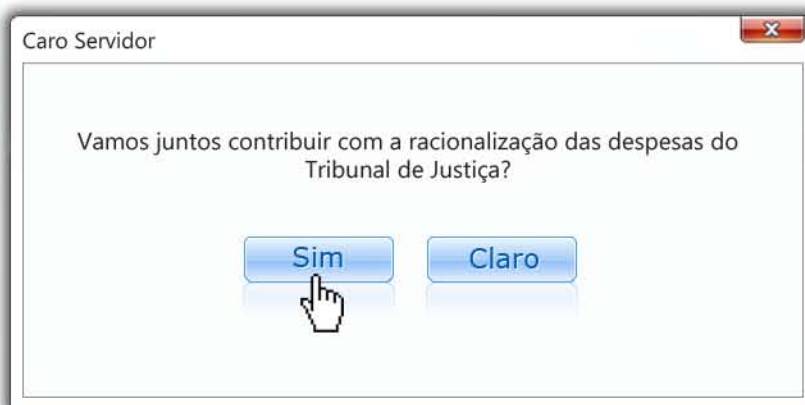 Caro Servidor
Vamos juntos contribuir com a racionalização das despesas do
Tribunal de Justiça?
Sim
Claro